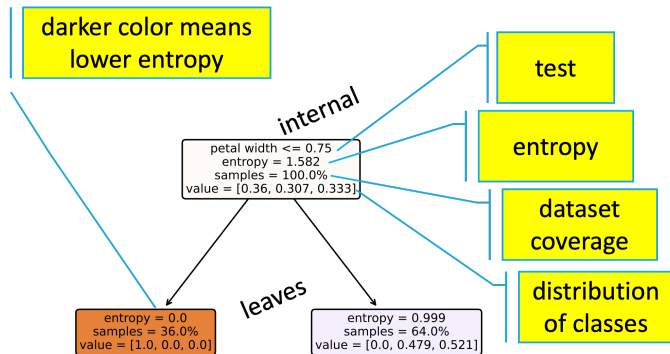 darker color means
lower entropy
internal
test
petal width <= 0.75
entropy = 1.582
samples = 100.0%
value = [0.36, 0.307, 0.333]
entropy
dataset
coverage
leaves
distribution
of classes
entropy = 0.0
samples = 36.0%
value = [1.0, 0.0, 0.0]
entropy = 0.999
samples = 64.0%
value = [0.0, 0.479, 0.521]